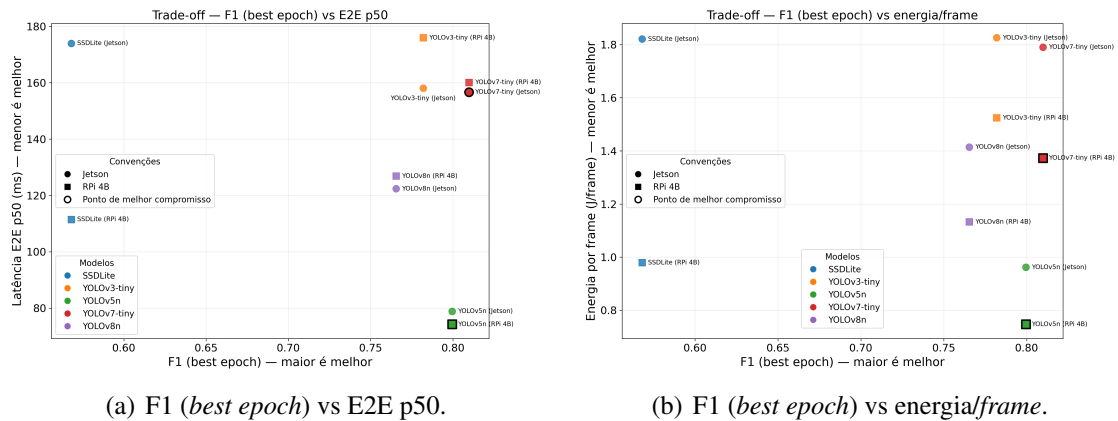 Trade-off — F1 (best epoch) vs E2E p50
180
160
140
120
100
80
Latência E2E p50 (ms) — menor é melhor
SSDLite (Jetson)
YOLOv3-tiny (RPi 4B)
YOLOv7-tiny (RPi 4B)
YOLOv7-tiny (Jetson)
YOLOv3-tiny (Jetson)
YOLOv8n (RPi 4B)
YOLOv8n (Jetson)
SSDLite (RPi 4B)
YOLOv5n (Jetson)
YOLOv5n (RPi 4B)
Convenções
Jetson
RPi 4B
Ponto de melhor compromisso
Modelos
SSDLite
YOLOv3-tiny
YOLOv5n
YOLOv7-tiny
YOLOv8n
0.60 0.65 0.70 0.75 0.80
F1 (best epoch) — maior é melhor
(a) F1 (best epoch) vs E2E p50.
Trade-off — F1 (best epoch) vs energia/frame
1.8
1.6
1.4
1.2
1.0
0.8
Energia por frame (J/frame) — menor é melhor
SSDLite (Jetson)
YOLOv3-tiny (Jetson)
YOLOv7-tiny (Jetson)
YOLOv3-tiny (RPi 4B)
YOLOv8n (Jetson)
YOLOv7-tiny (RPi 4B)
YOLOv8n (RPi 4B)
SSDLite (RPi 4B)
YOLOv5n (Jetson)
YOLOv5n (RPi 4B)
Convenções
Jetson
RPi 4B
Ponto de melhor compromisso
Modelos
SSDLite
YOLOv3-tiny
YOLOv5n
YOLOv7-tiny
YOLOv8n
0.60 0.65 0.70 0.75 0.80
F1 (best epoch) — maior é melhor
(b) F1 (best epoch) vs energia/frame.